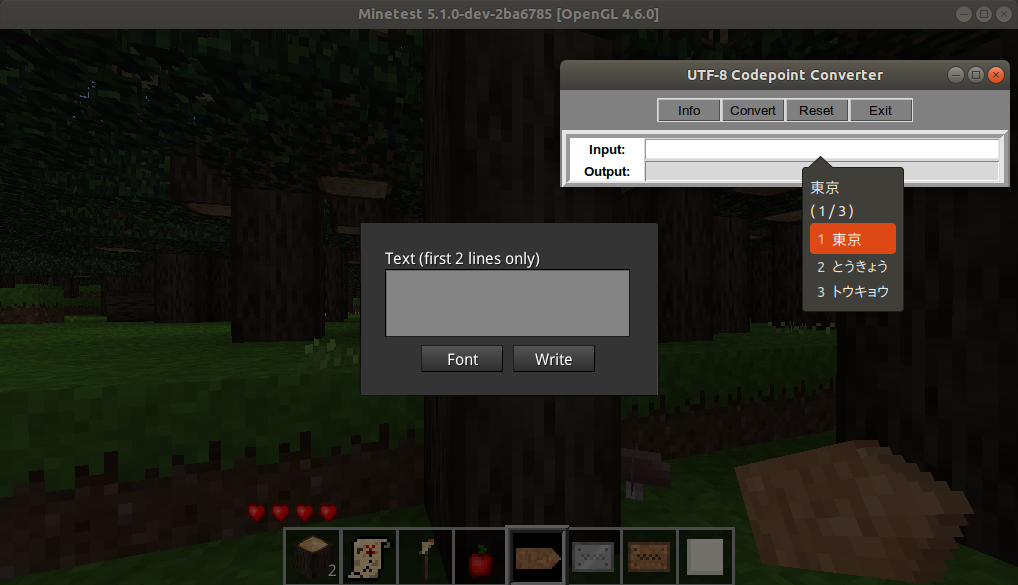 Minetest 5.1.0-dev-2ba6785 [OpenGL 4.6.0]
UTF-8 Codepoint Converter
Info Convert Reset Exit
Input:
Output:
東京
( 1 / 3 )
1 東京
2 とうきょう
3 トウキョウ
Text (first 2 lines only)
Font Write
2